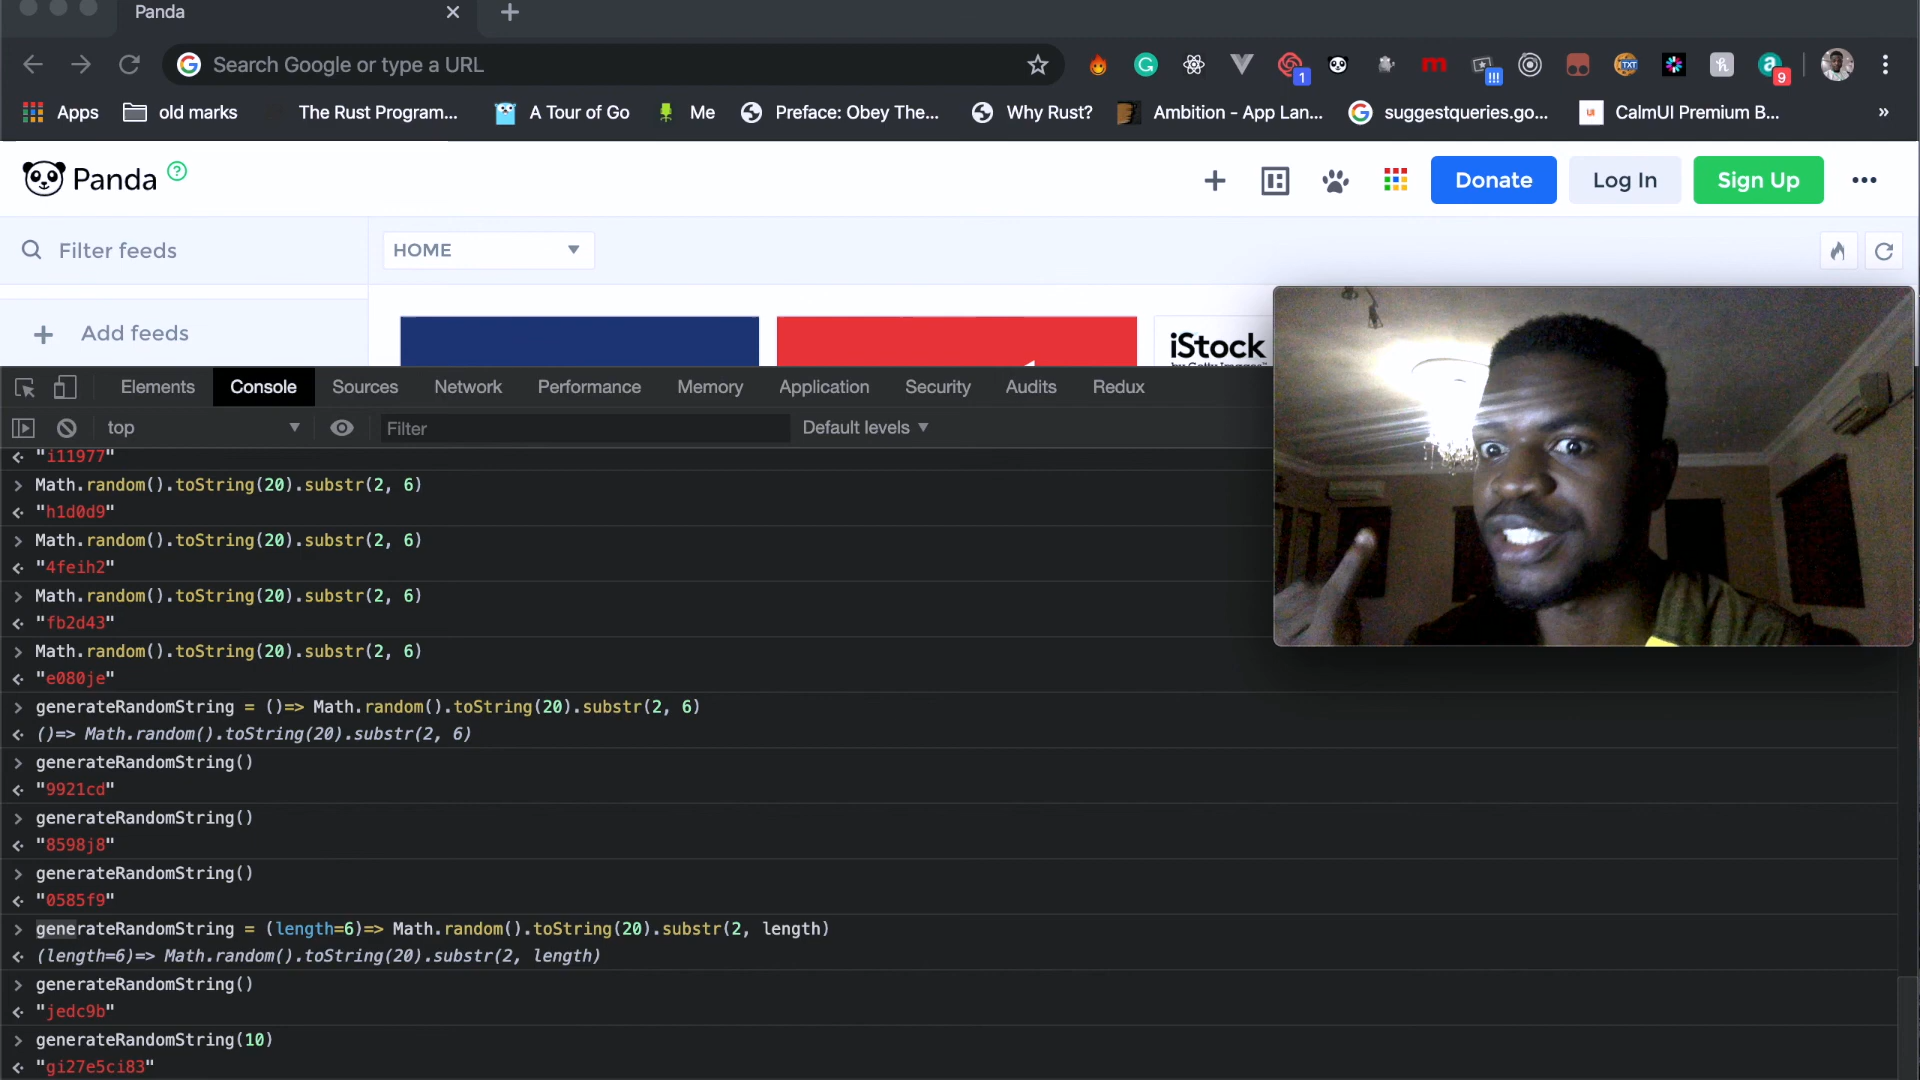 Panda
Search Google or type a URL
1
!!!
TXT
9
Apps
old marks
The Rust Program...
A Tour of Go
Me
Preface: Obey The...
Why Rust?
Ambition - App Lan...
suggestqueries.go...
CalmUI Premium B...
»
Panda ?
Donate
Log In
Sign Up
Filter feeds
HOME
Add feeds
iStock
Elements Console Sources Network Performance Memory Application Security Audits Redux
top
Filter
Default levels
"i11977"
Math.random().toString(20).substr(2, 6)
"h1d0d9"
Math.random().toString(20).substr(2, 6)
"4feih2"
Math.random().toString(20).substr(2, 6)
"fb2d43"
Math.random().toString(20).substr(2, 6)
"e080je"
generateRandomString = ()=> Math.random().toString(20).substr(2, 6)
()=> Math.random().toString(20).substr(2, 6)
generateRandomString()
"9921cd"
generateRandomString()
"8598j8"
generateRandomString()
"0585f9"
generateRandomString = (length=6)=> Math.random().toString(20).substr(2, length)
(length=6)=> Math.random().toString(20).substr(2, length)
generateRandomString()
"jedc9b"
generateRandomString(10)
"gi27e5ci83"